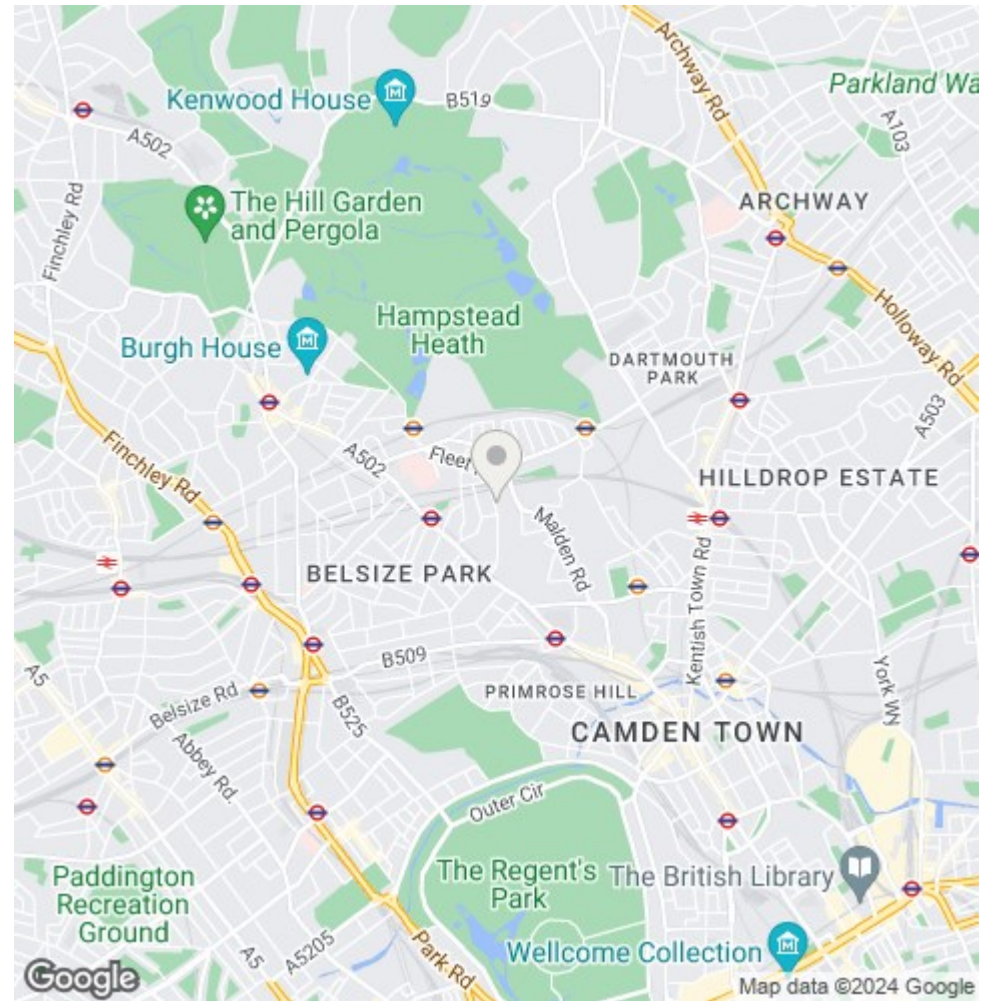 Archway Rd
Kenwood House
B519
Parkland Wa
A502
A103
Finchley Rd
The Hill Garden
and Pergola
ARCHWAY
Holloway Rd
Hampstead
Heath
Burgh House
DARTMOUTH
PARK
A503
Finchley Rd
A502
Fleet
HILLDROP ESTATE
Malden Rd
BELSIZE PARK
Kentish Town Rd
B509
A5
Belsize Rd
B525
PRIMROSE HILL
York Wy
Abbey Rd.
CAMDEN TOWN
Outer Cir
Paddington
Recreation
Ground
The Regent's
Park
The British Library
A5
A5205
Park Rd
Wellcome Collection
Google
Map data ©2024 Google